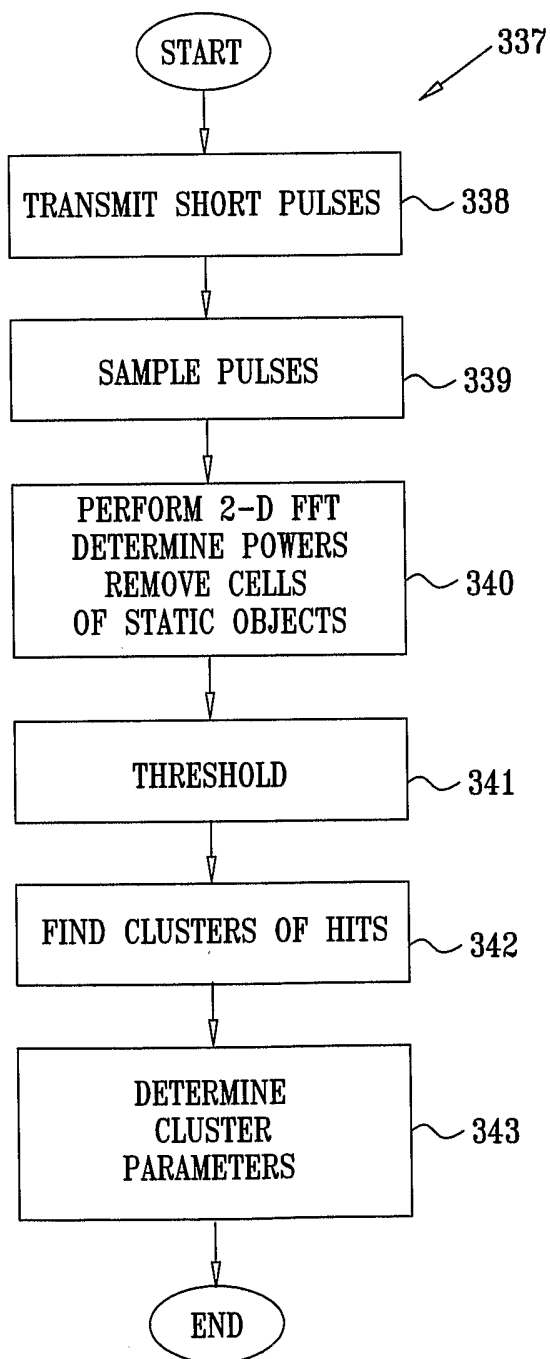 START
337
TRANSMIT SHORT PULSES
338
SAMPLE PULSES
339
PERFORM 2-D FFT
DETERMINE POWERS
REMOVE CELLS
OF STATIC OBJECTS
340
THRESHOLD
341
FIND CLUSTERS OF HITS
342
DETERMINE
CLUSTER
PARAMETERS
343
END